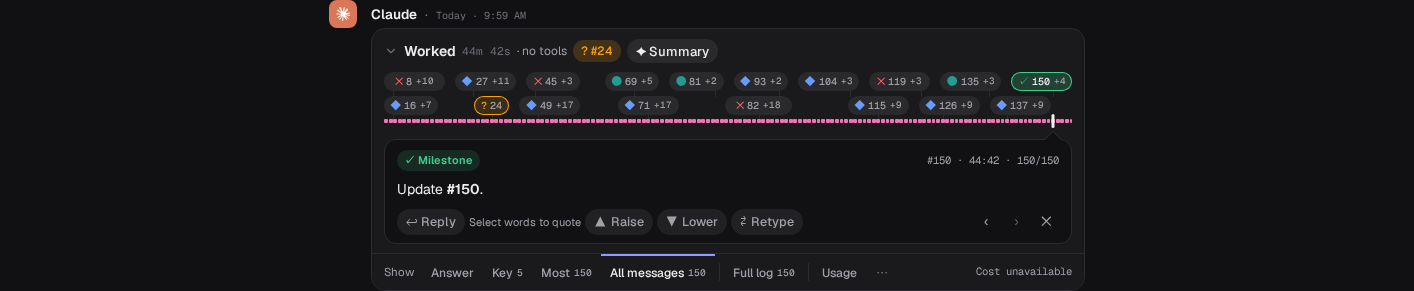 Claude · Today · 9:59 AM
Worked 44m 42s · no tools ? #24 ✦ Summary
✕ 8 +10 ◆ 27 +11 ✕ 45 +3 ● 69 +5 ● 81 +2 ◆ 93 +2 ◆ 104 +3 ✕ 119 +3 ● 135 +3 ✓ 150 +4
◆ 16 +7 ? 24 ◆ 49 +17 ◆ 71 +17 ✕ 82 +18 ◆ 115 +9 ◆ 126 +9 ◆ 137 +9
✓ Milestone #150 · 44:42 · 150/150
Update #150.
↩ Reply Select words to quote ▲ Raise ▼ Lower ⇄ Retype ‹ › ✕
Show Answer Key 5 Most 150 All messages 150 Full log 150 Usage ··· Cost unavailable